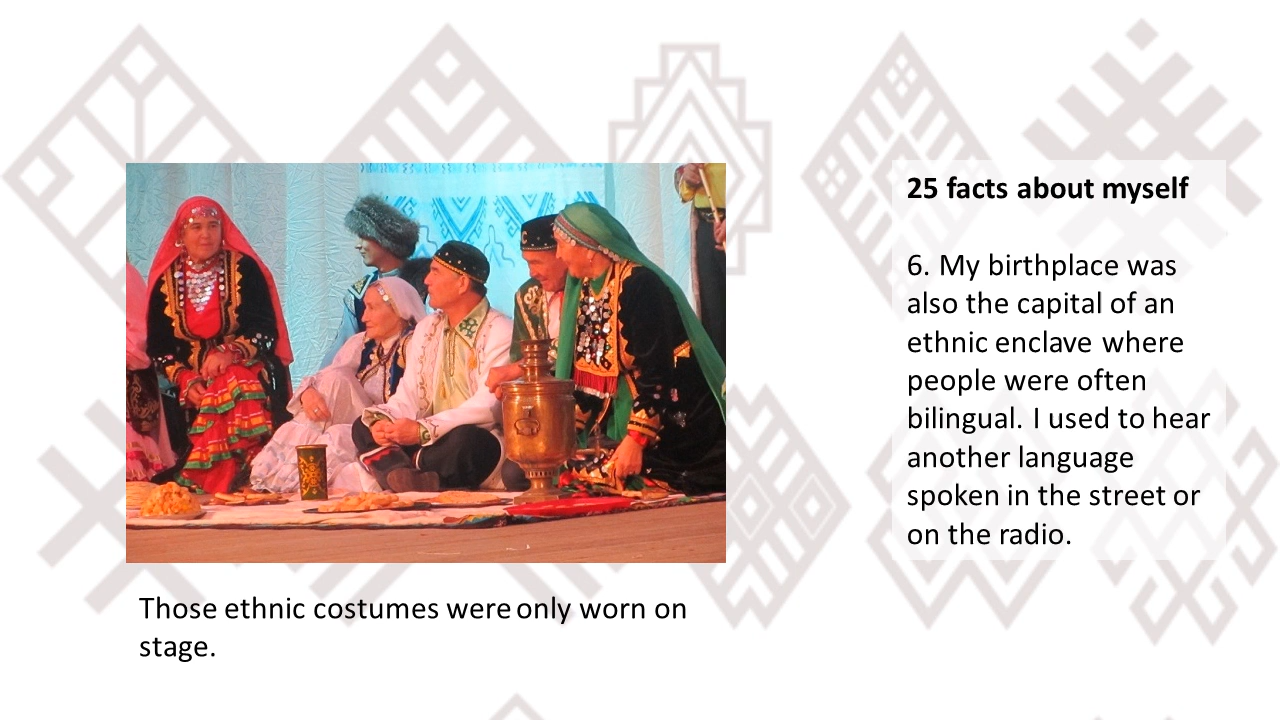 25 facts about myself
6. My birthplace was
also the capital of an
ethnic enclave where
people were often
bilingual. I used to hear
another language
spoken in the street or
on the radio.
Those ethnic costumes were only worn on
stage.